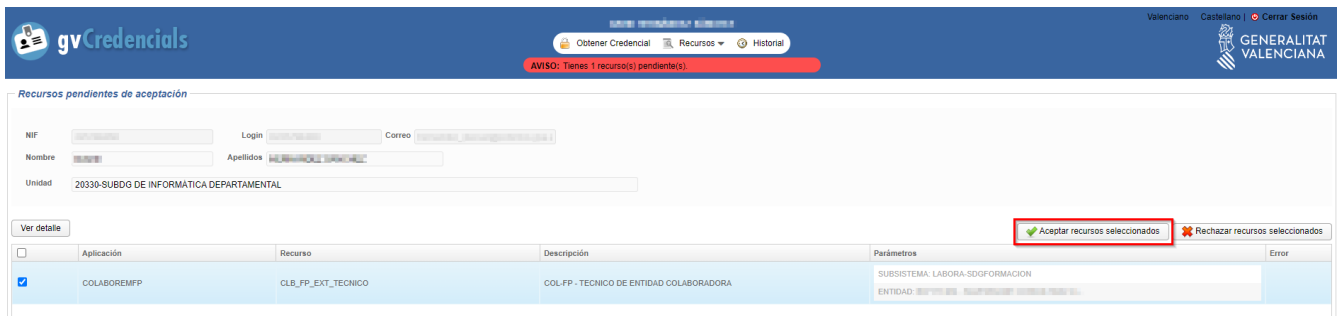 gvCredencials
Valenciano Castellano | Cerrar Sesión
Obtener Credencial Recursos Historial
GENERALITAT
VALENCIANA
AVISO: Tienes 1 recurso(s) pendiente(s).
Recursos pendientes de aceptación
NIF Login Correo
Nombre Apellidos
Unidad 20330-SUBDG DE INFORMÁTICA DEPARTAMENTAL
Ver detalle Aceptar recursos seleccionados Rechazar recursos seleccionados
Aplicación Recurso Descripción Parámetros Error
COLABOREMFP CLB_FP_EXT_TECNICO COL-FP - TECNICO DE ENTIDAD COLABORADORA SUBSISTEMA: LABORA-SDGFORMACION
ENTIDAD: